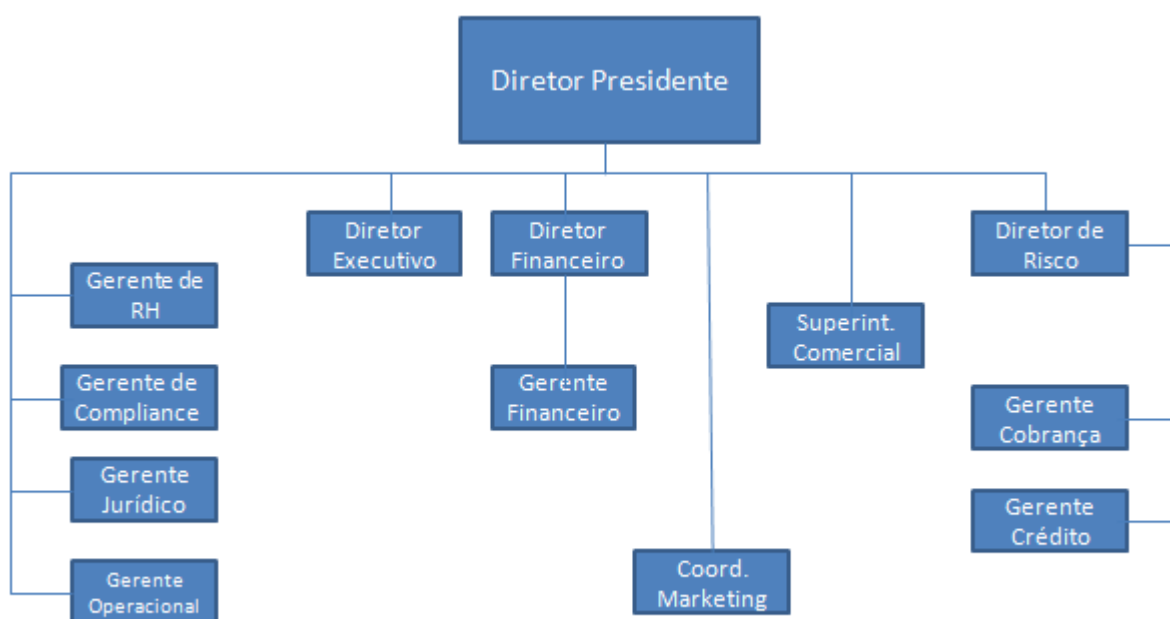 Diretor Presidente
Diretor
Executivo
Diretor
Financeiro
Diretor de
Risco
Gerente de
RH
Superint.
Comercial
Gerente de
Compliance
Gerente
Financeiro
Gerente
Cobrança
Gerente
Jurídico
Gerente
Crédito
Gerente
Operacional
Coord.
Marketing